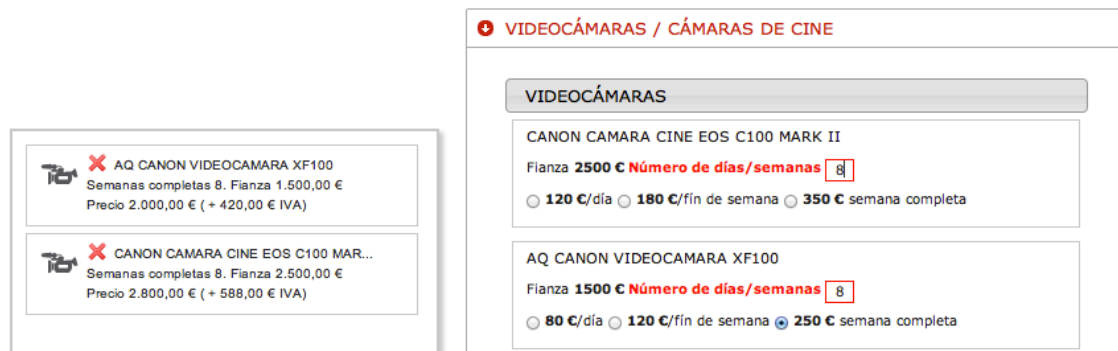 AQ CANON VIDEOCAMARA XF100
Semanas completas 8. Fianza 1.500,00 €
Precio 2.000,00 € ( + 420,00 € IVA)
CANON CAMARA CINE EOS C100 MAR...
Semanas completas 8. Fianza 2.500,00 €
Precio 2.800,00 € ( + 588,00 € IVA)
VIDEOCÁMARAS / CÁMARAS DE CINE
VIDEOCÁMARAS
CANON CAMARA CINE EOS C100 MARK II
Fianza 2500 € Número de días/semanas 8
120 €/día 180 €/fín de semana 350 € semana completa
AQ CANON VIDEOCAMARA XF100
Fianza 1500 € Número de días/semanas 8
80 €/día 120 €/fín de semana 250 € semana completa